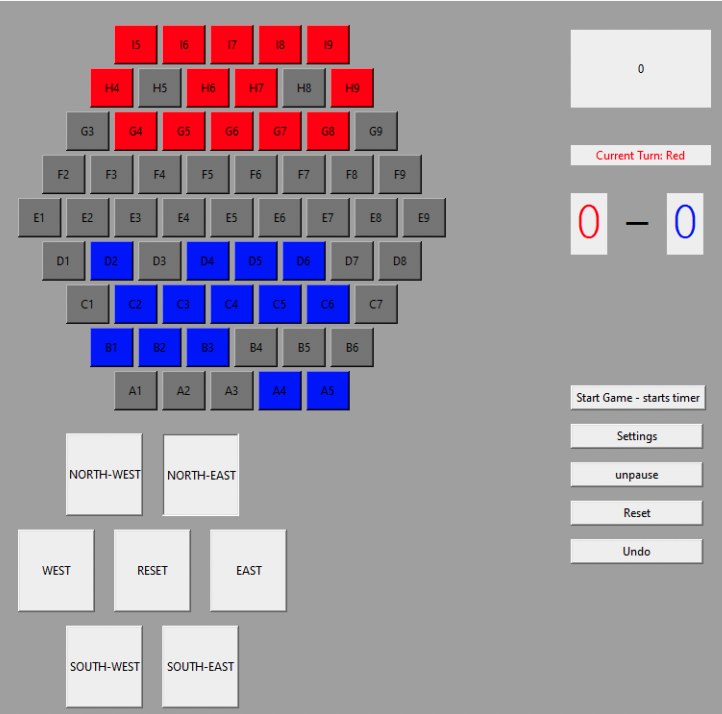 I5 I6 I7 I8 I9
0
H4 H5 H6 H7 H8 H9
G3 G4 G5 G6 G7 G8 G9
Current Turn: Red
F2 F3 F4 F5 F6 F7 F8 F9
E1 E2 E3 E4 E5 E6 E7 E8 E9
0 – 0
D1 D2 D3 D4 D5 D6 D7 D8
C1 C2 C3 C4 C5 C6 C7
B1 B2 B3 B4 B5 B6
A1 A2 A3 A4 A5
Start Game - starts timer
Settings
unpause
Reset
Undo
NORTH-WEST NORTH-EAST
WEST RESET EAST
SOUTH-WEST SOUTH-EAST